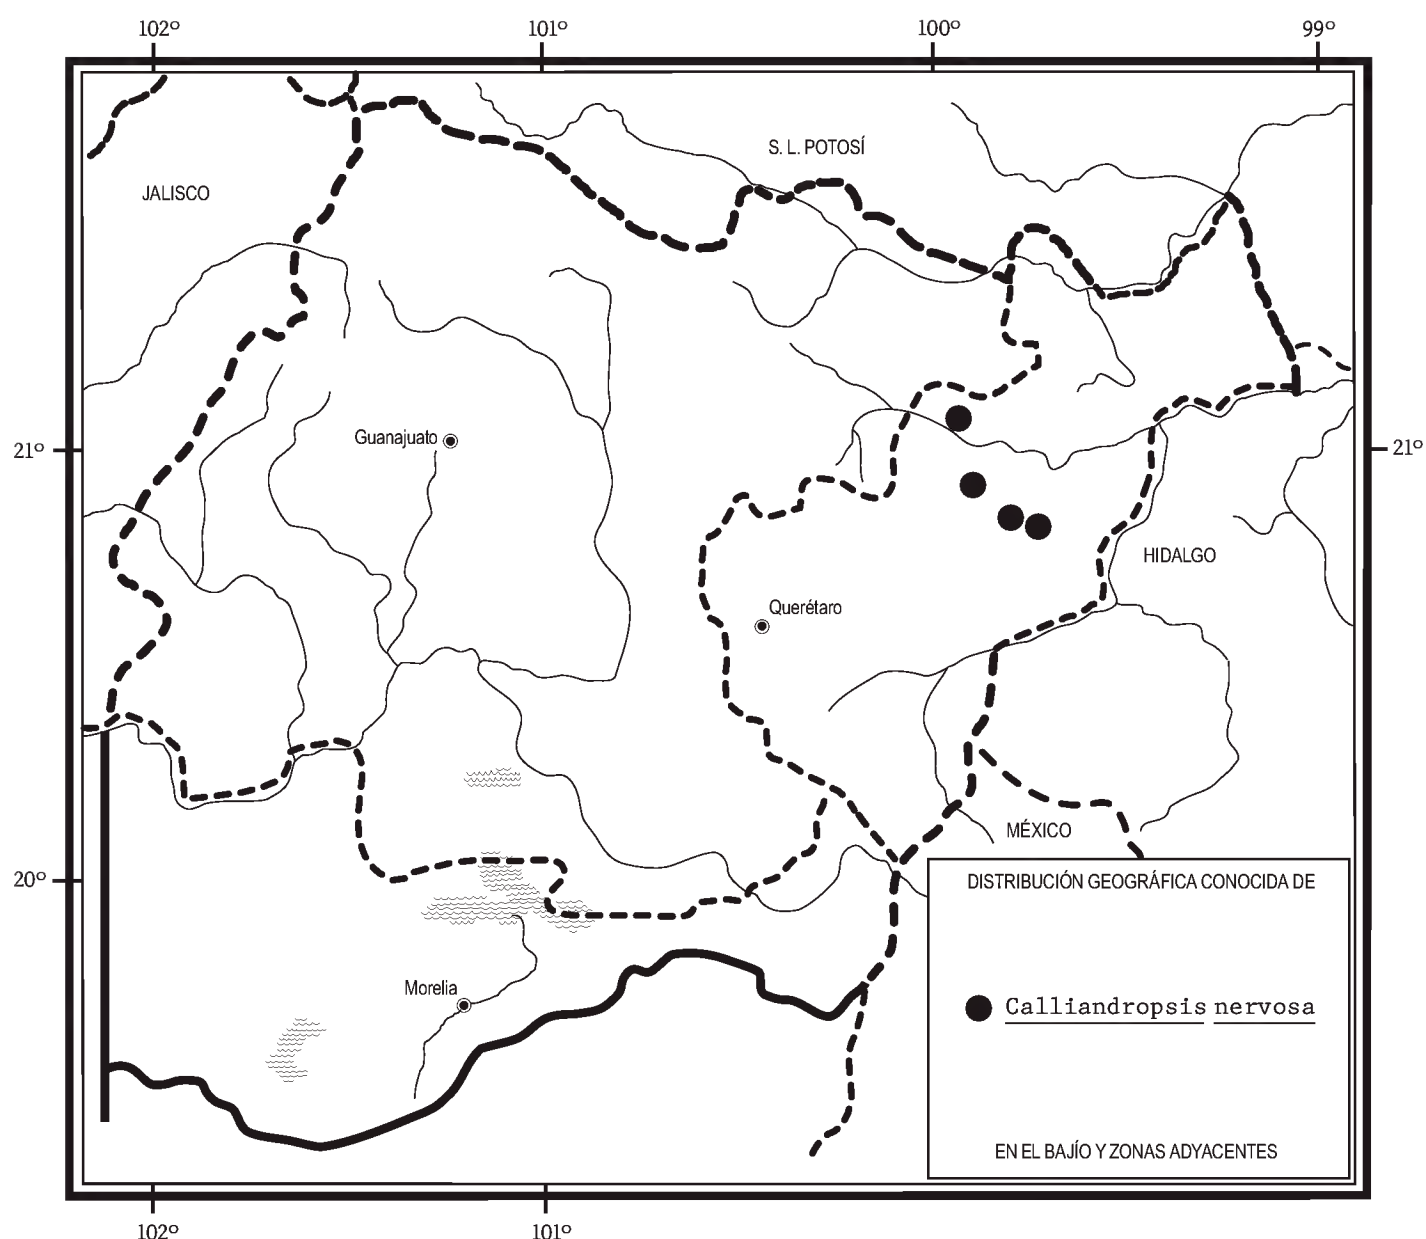 102º
101º
100º
99º
S. L. POTOSÍ
JALISCO
Guanajuato
21º
21º
HIDALGO
Querétaro
MÉXICO
20º
DISTRIBUCIÓN GEOGRÁFICA CONOCIDA DE
Morelia
Calliandropsis nervosa
EN EL BAJÍO Y ZONAS ADYACENTES
102º
101º